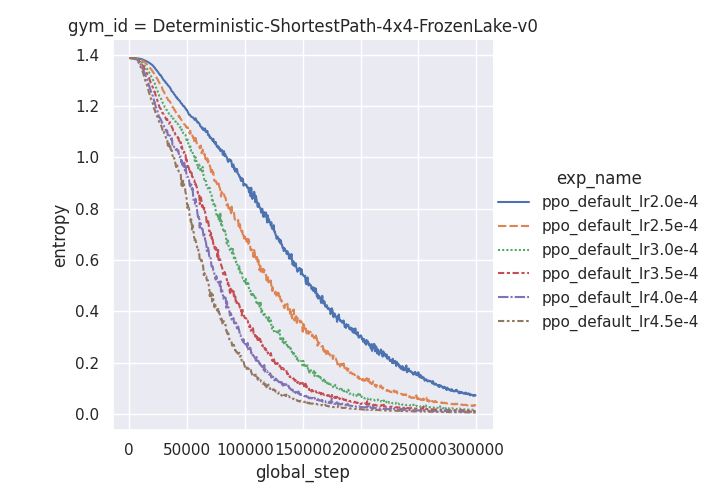 gym_id = Deterministic-ShortestPath-4x4-FrozenLake-v0
1.4
1.2
1.0
0.8
0.6
0.4
0.2
0.0
entropy
0 50000 100000 150000 200000 250000 300000
global_step
exp_name
ppo_default_lr2.0e-4
ppo_default_lr2.5e-4
ppo_default_lr3.0e-4
ppo_default_lr3.5e-4
ppo_default_lr4.0e-4
ppo_default_lr4.5e-4